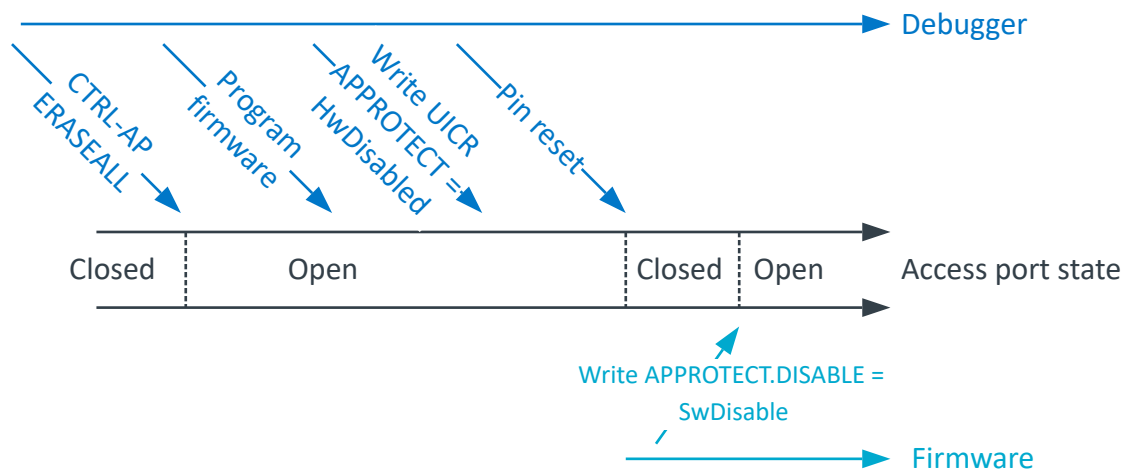 Debugger
CTRL-AP
ERASEALL
Program
firmware
Write UICR
APPROTECT =
HwDisabled
Pin reset
Closed
Open
Closed
Open
Access port state
Write APPROTECT.DISABLE =
SwDisable
Firmware